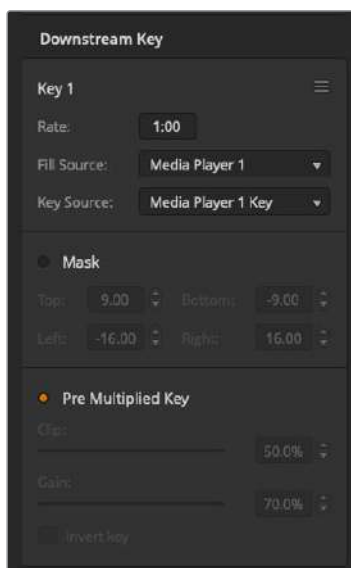 Downstream Key
Key 1
Rate: 1:00
Fill Source: Media Player 1
Key Source: Media Player 1 Key
Mask
Top: 9.00 Bottom: -9.00
Left: -16.00 Right: 16.00
Pre Multiplied Key
Clip:
50.0%
Gain:
70.0%
Invert key